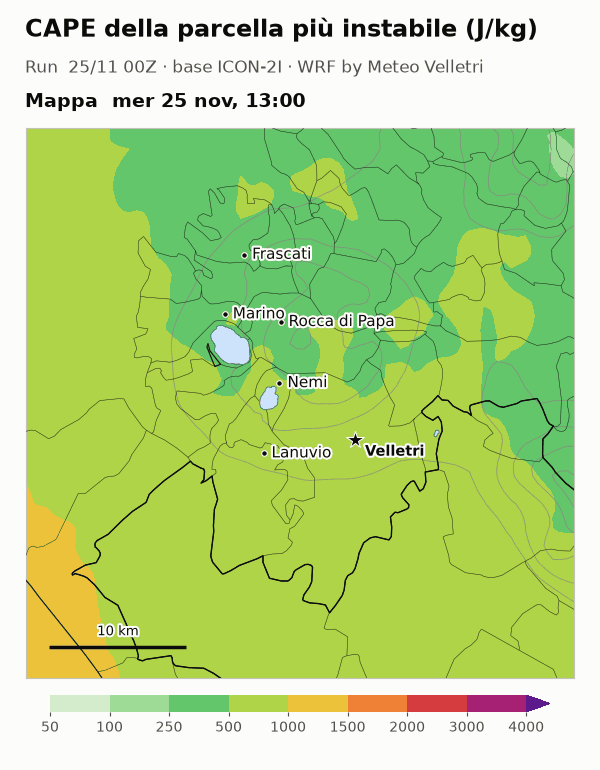 CAPE della parcella più instabile (J/kg)
Run  25/11 00Z · base ICON-2I · WRF by Meteo Velletri
Mappa  mer 25 nov, 13:00
Frascati
Marino
Rocca di Papa
Nemi
Velletri
Lanuvio
10 km
50 100 250 500 1000 1500 2000 3000 4000